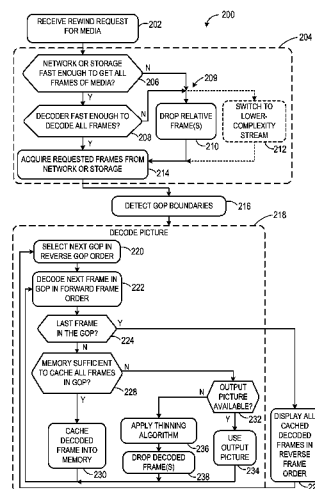 200
RECEIVE REWIND REQUEST
FOR MEDIA
202
204
NETWORK OR STORAGE
FAST ENOUGH TO GET ALL
FRAMES OF MEDIA?
206
N
209
Y
DECODER FAST ENOUGH TO
DECODE ALL FRAMES?
208
N
DROP RELATIVE
FRAME(S)
210
SWITCH TO
LOWER-
COMPLEXITY
STREAM
212
Y
ACQUIRE REQUESTED FRAMES FROM
NETWORK OR STORAGE
214
DETECT GOP BOUNDARIES
216
218
DECODE PICTURE
SELECT NEXT GOP IN
REVERSE GOP ORDER
220
DECODE NEXT FRAME IN
GOP IN FORWARD FRAME
ORDER
222
LAST FRAME
IN THE GOP?
224
Y
N
MEMORY SUFFICIENT
TO CACHE ALL FRAMES
IN GOP?
228
N
N
OUTPUT
PICTURE
AVAILABLE?
232
Y
Y
CACHE
DECODED
FRAME INTO
MEMORY
230
APPLY THINNING
ALGORITHM
236
DROP DECODED
FRAME(S)
238
USE
OUTPUT
PICTURE
234
DISPLAY ALL
CACHED
DECODED
FRAMES IN
REVERSE
FRAME
ORDER